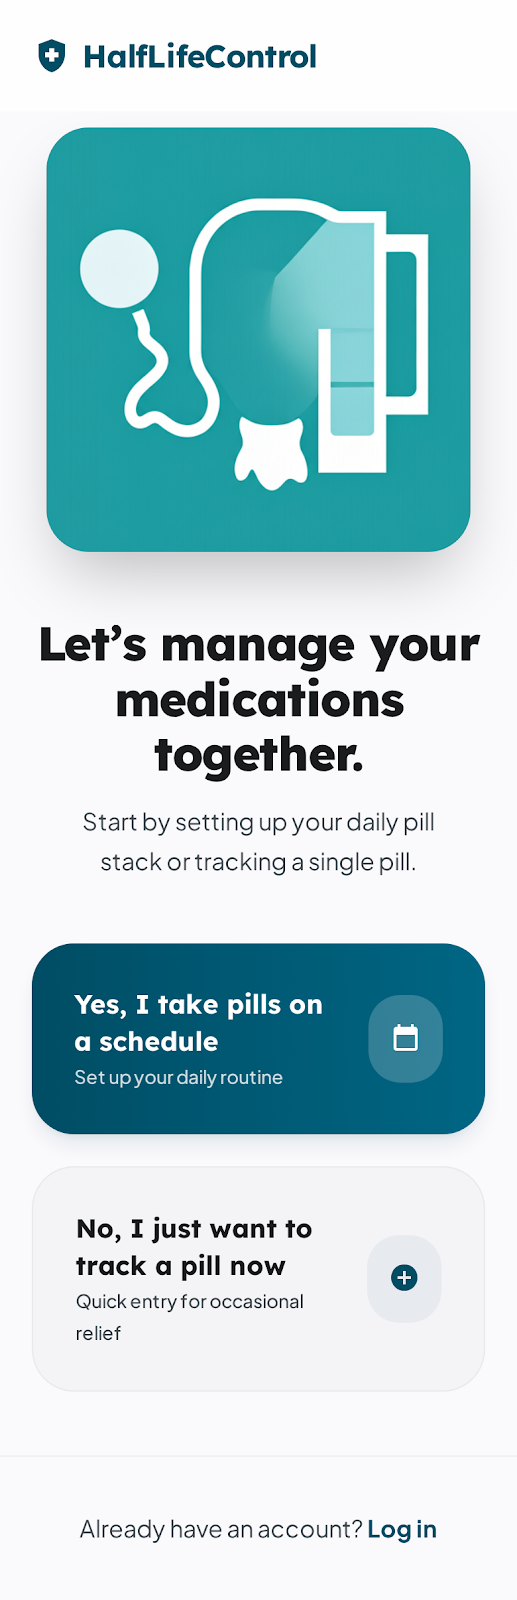 HalfLifeControl
Let’s manage your
medications
together.
Start by setting up your daily pill
stack or tracking a single pill.
Yes, I take pills on
a schedule
Set up your daily routine
No, I just want to
track a pill now
Quick entry for occasional
relief
Already have an account? Log in